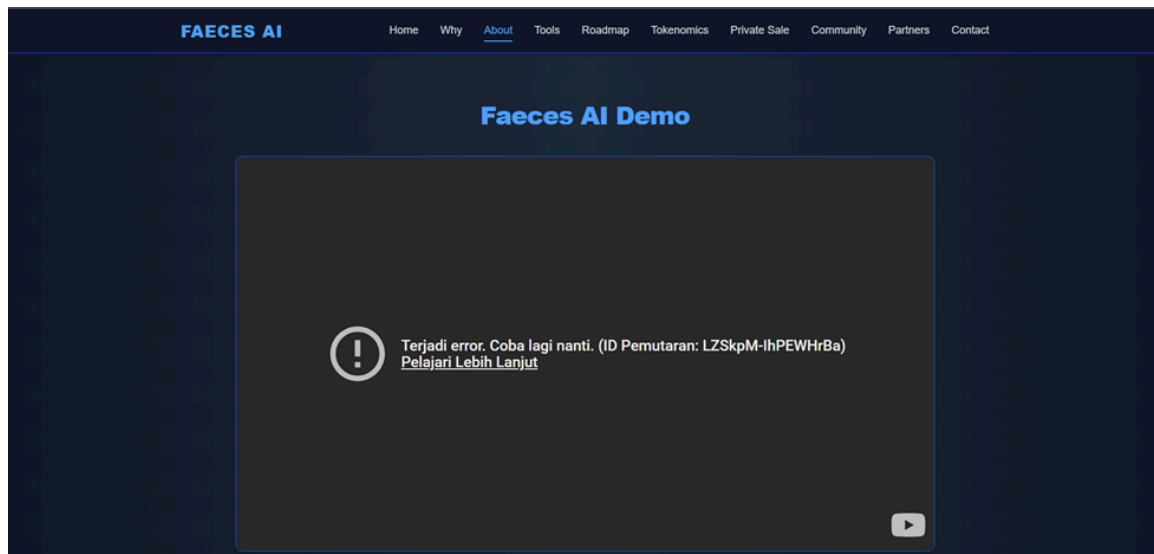 FAECES AI
Home Why About Tools Roadmap Tokenomics Private Sale Community Partners Contact
Faeces AI Demo
Terjadi error. Coba lagi nanti. (ID Pemutaran: LZSkpM-IhPEWHrBa)
Pelajari Lebih Lanjut